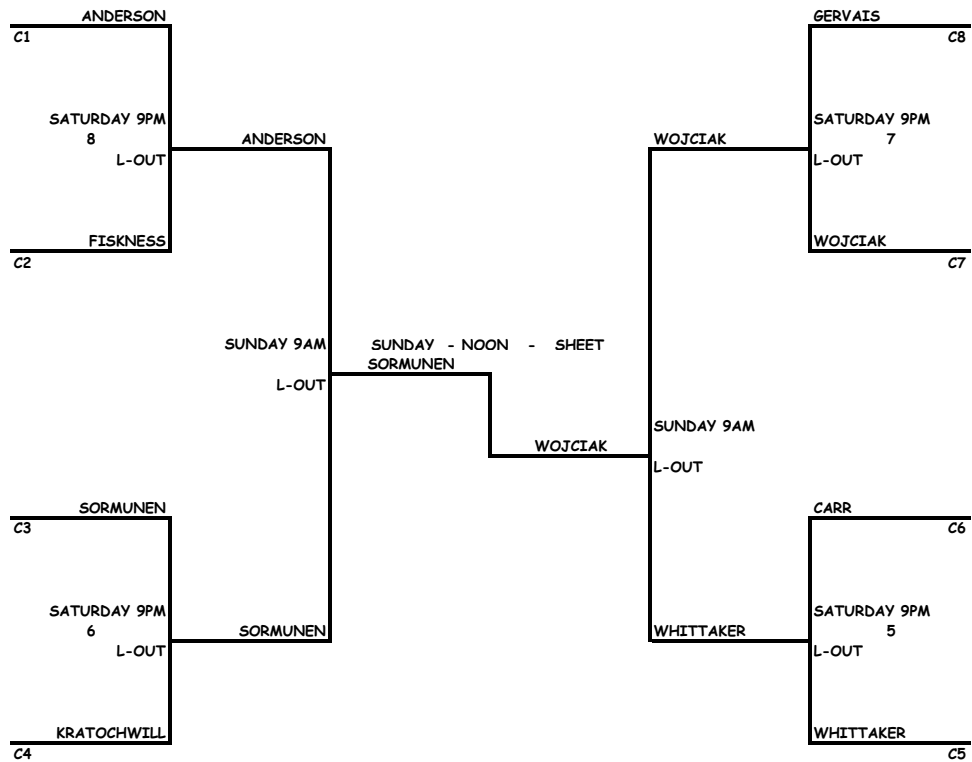 ANDERSON
C1
SATURDAY 9PM
8
L-OUT
ANDERSON
FISKNESS
C2
SUNDAY 9AM
L-OUT
SORMUNEN
C3
SATURDAY 9PM
6
L-OUT
SORMUNEN
KRATOCHWILL
C4
SUNDAY - NOON - SHEET
SORMUNEN
WOJCIAK
GERVAIS
C8
SATURDAY 9PM
7
L-OUT
WOJCIAK
WOJCIAK
C7
SUNDAY 9AM
L-OUT
CARR
C6
SATURDAY 9PM
5
L-OUT
WHITTAKER
WHITTAKER
C5